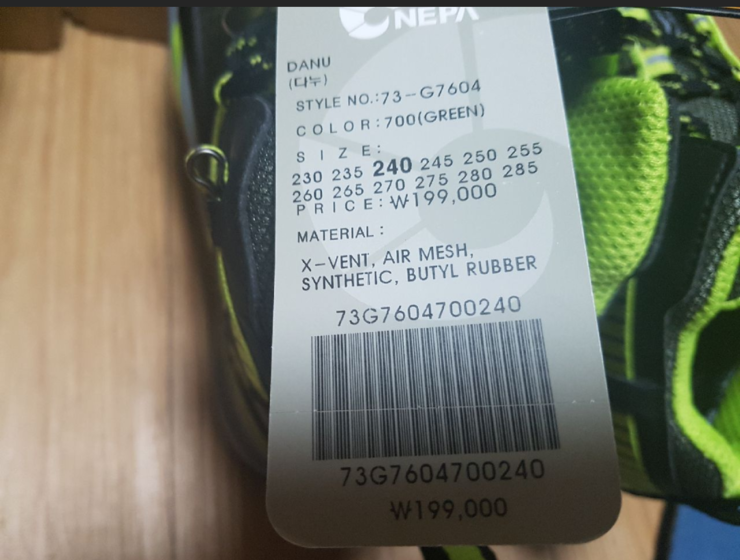 NEPA
DANU
(다누)
STYLE NO.:73-G7604
COLOR:700(GREEN)
SIZE:
230 235 240 245 250 255
260 265 270 275 280 285
PRICE:₩199,000
MATERIAL:
X-VENT, AIR MESH,
SYNTHETIC, BUTYL RUBBER
73G7604700240
73G7604700240
₩199,000